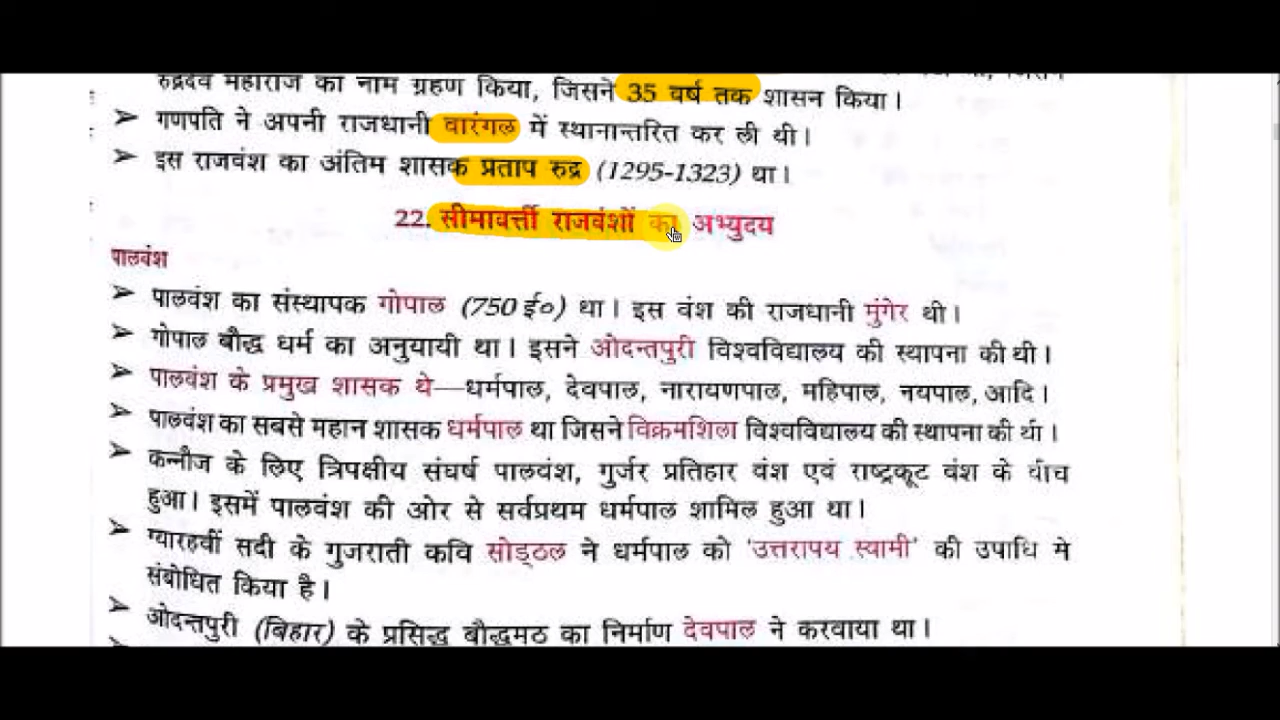 रुद्रदेव महाराज का नाम ग्रहण किया, जिसने 35 वर्ष तक शासन किया।
➢ गणपति ने अपनी राजधानी वारंगल में स्थानान्तरित कर ली थी।
➢ इस राजवंश का अंतिम शासक प्रताप रुद्र (1295-1323) था।
22. सीमावर्त्ती राजवंशों का अभ्युदय
पालवंश
➢ पालवंश का संस्थापक गोपाल (750 ई०) था। इस वंश की राजधानी मुंगेर थी।
➢ गोपाल बौद्ध धर्म का अनुयायी था। इसने ओदन्तपुरी विश्वविद्यालय की स्थापना की थी।
➢ पालवंश के प्रमुख शासक थे—धर्मपाल, देवपाल, नारायणपाल, महिपाल, नयपाल, आदि।
➢ पालवंश का सबसे महान शासक धर्मपाल था जिसने विक्रमशिला विश्वविद्यालय की स्थापना की थी।
➢ कन्नौज के लिए त्रिपक्षीय संघर्ष पालवंश, गुर्जर प्रतिहार वंश एवं राष्ट्रकूट वंश के बीच
हुआ। इसमें पालवंश की ओर से सर्वप्रथम धर्मपाल शामिल हुआ था।
➢ ग्यारहवीं सदी के गुजराती कवि सोड्ठल ने धर्मपाल को 'उत्तरापय स्वामी' की उपाधि से
संबोधित किया है।
➢ ओदन्तपुरी (बिहार) के प्रसिद्ध बौद्धमठ का निर्माण देवपाल ने करवाया था।